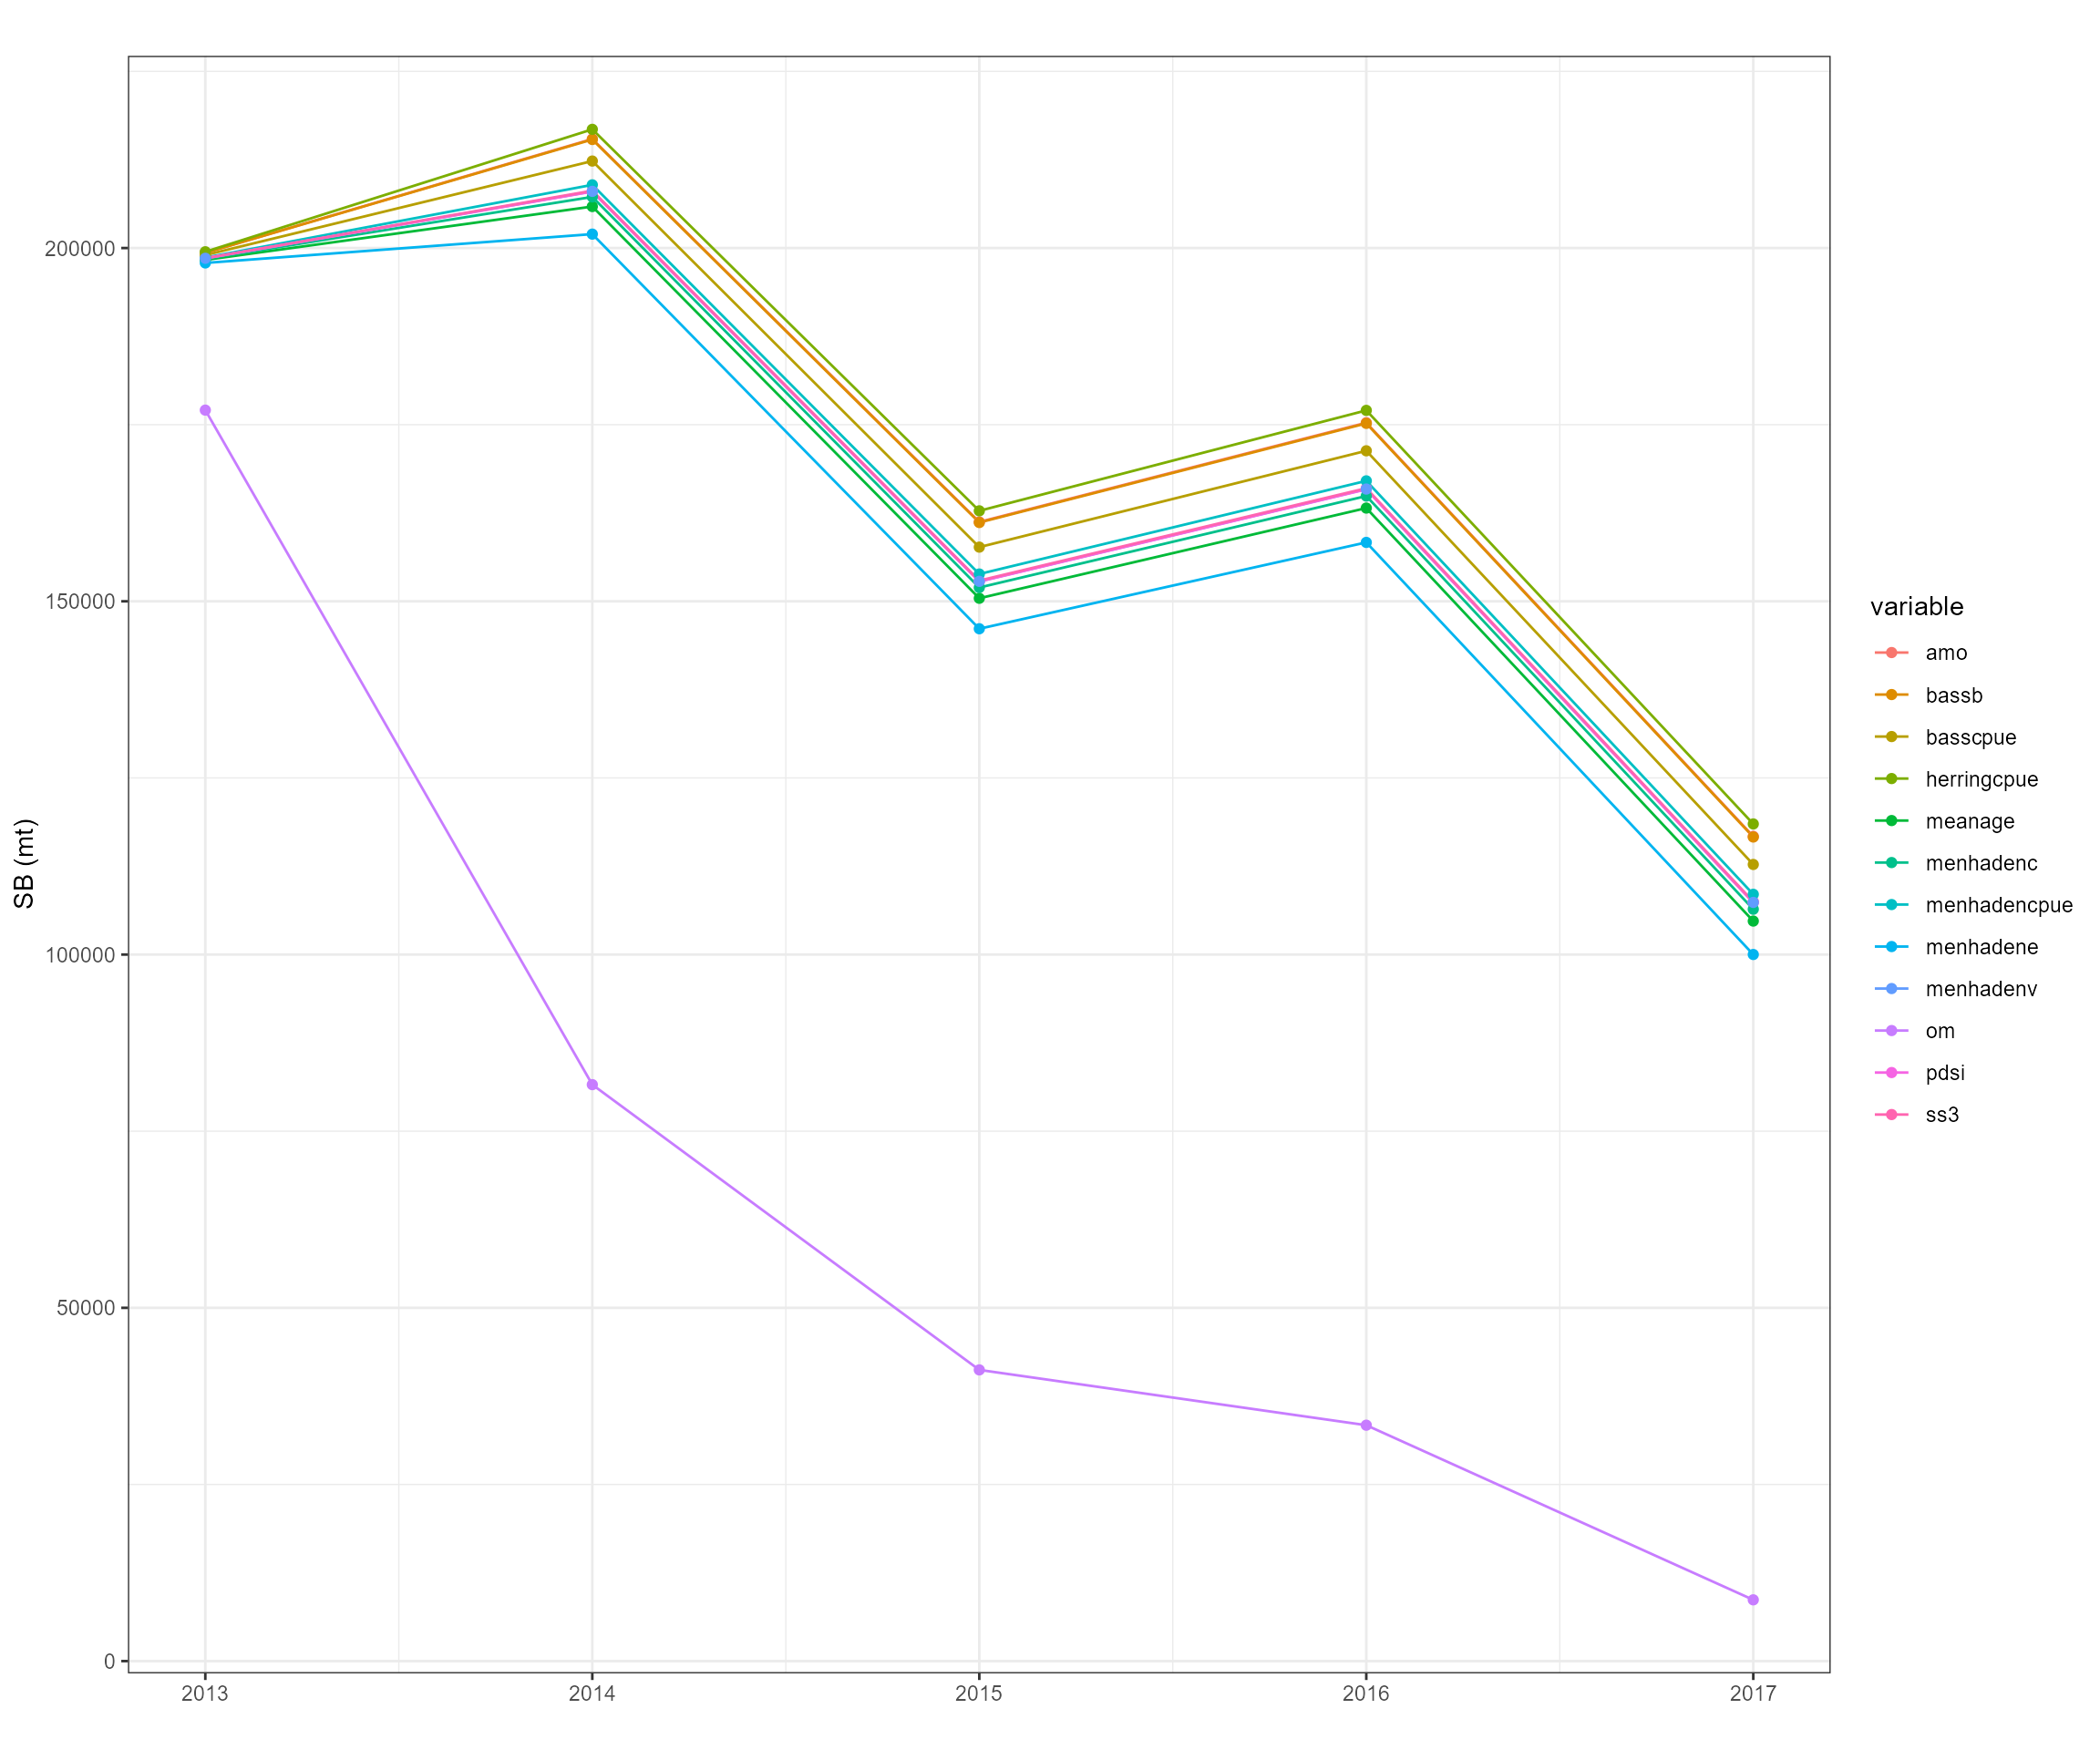 SB (mt)
200000
150000
100000
50000
0
2013 2014 2015 2016 2017
variable
amo
bassb
basscpue
herringcpue
meanage
menhadenc
menhadencpue
menhadene
menhadenv
om
pdsi
ss3